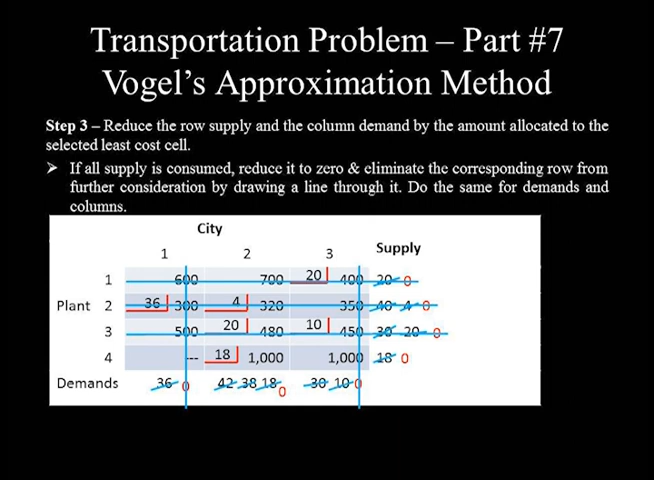 Transportation Problem – Part #7
Vogel's Approximation Method
Step 3 – Reduce the row supply and the column demand by the amount allocated to the
selected least cost cell.
➢ If all supply is consumed, reduce it to zero & eliminate the corresponding row from
further consideration by drawing a line through it. Do the same for demands and
columns.
City
1 2 3 Supply
1 600 700 20 400 20 0
Plant 2 36 300 4 320 350 40 4 0
3 500 20 480 10 450 30 20 0
4 --- 18 1,000 1,000 18 0
Demands 36 0 42 38 18 0 30 10 0